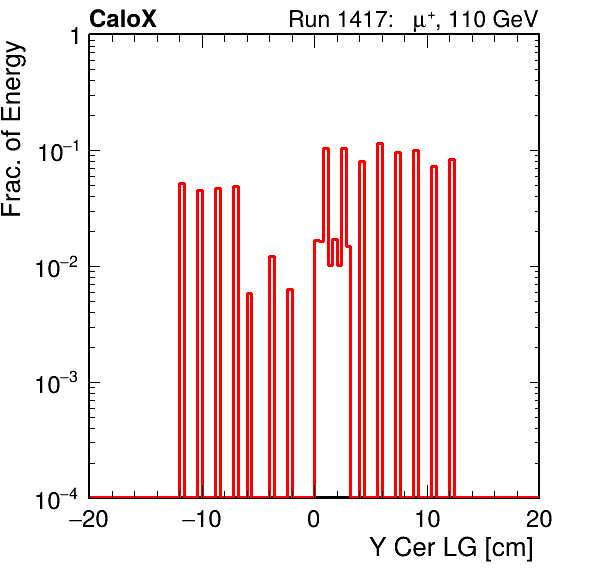 CaloX Run 1417: μ⁺, 110 GeV
Frac. of Energy
1
10⁻¹
10⁻²
10⁻³
10⁻⁴
−20 −10 0 10 20
Y Cer LG [cm]